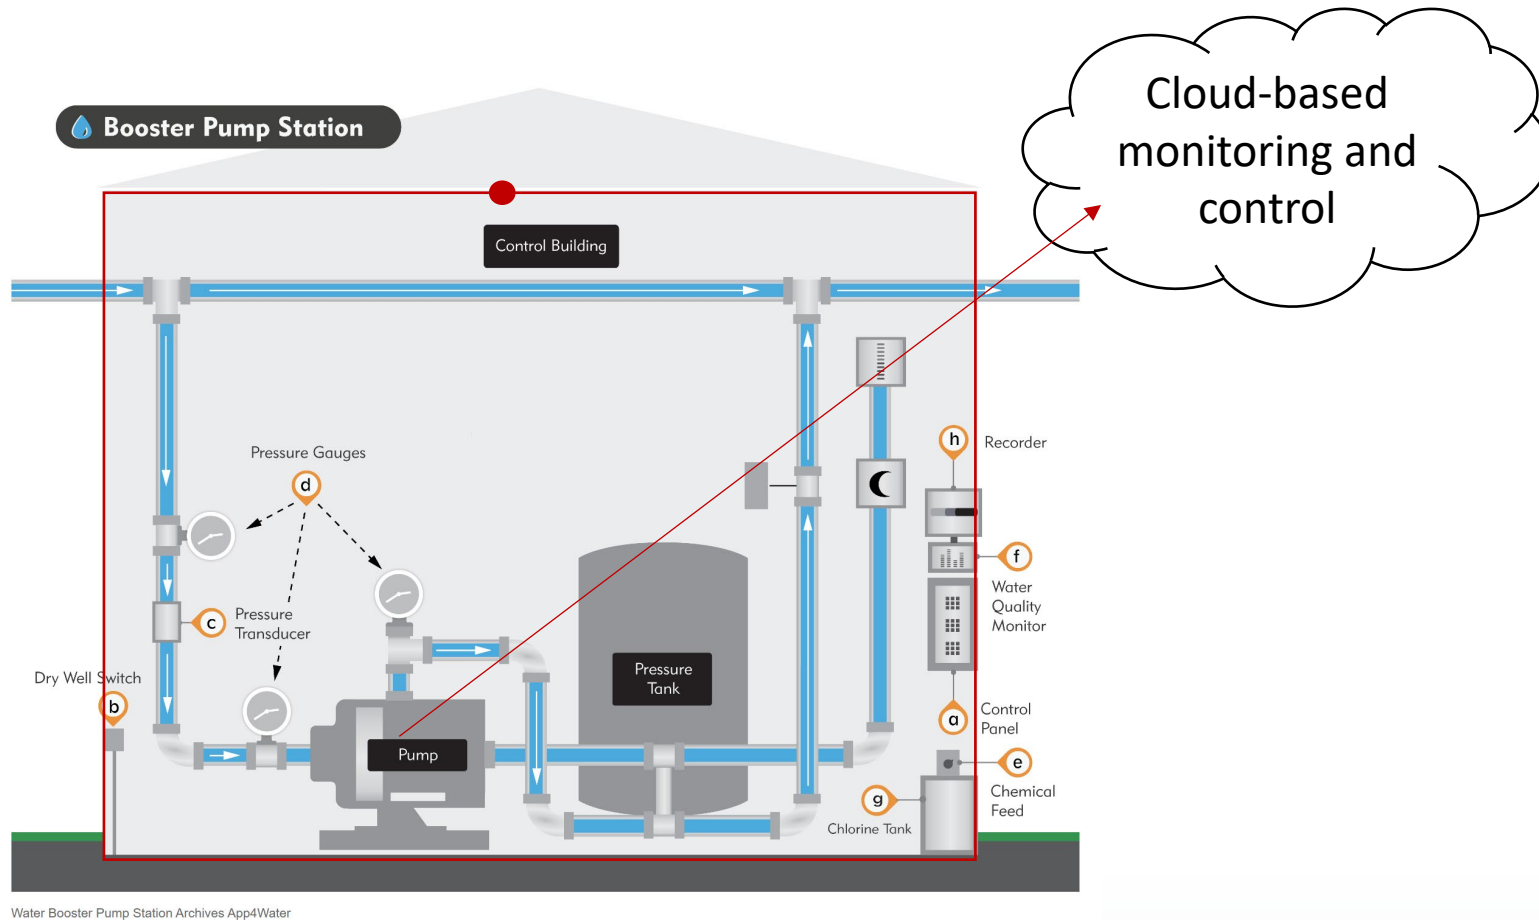 Cloud-based
monitoring and
control
Booster Pump Station
Control Building
Pressure Gauges
d
h
Recorder
f
Water
Quality
Monitor
c
Pressure
Transducer
Dry Well Switch
b
Pressure
Tank
a
Control
Panel
Pump
e
Chemical
Feed
g
Chlorine Tank
Water Booster Pump Station Archives App4Water